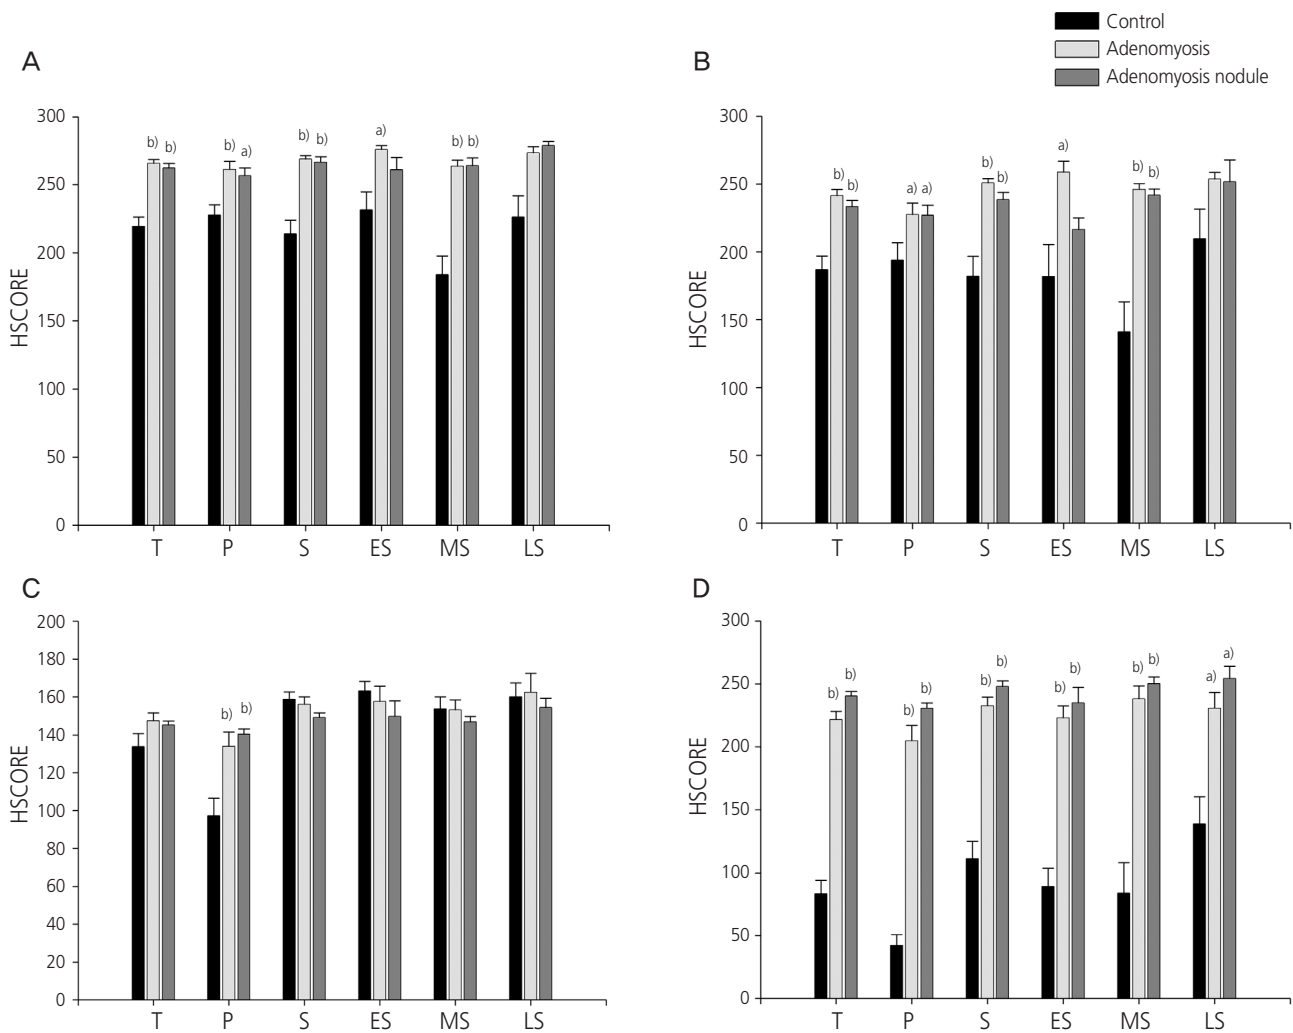 Control
Adenomyosis
Adenomyosis nodule
A
HSCORE
300
250
200
150
100
50
0
b) b) b) a) b) b) a) b) b)
T P S ES MS LS
B
HSCORE
300
250
200
150
100
50
0
b) b) a) a) b) b) a) b) b)
T P S ES MS LS
C
HSCORE
200
180
160
140
120
100
80
60
40
20
0
b) b)
T P S ES MS LS
D
HSCORE
300
250
200
150
100
50
0
b) b) b) b) b) b) b) b) b) b) a) a)
T P S ES MS LS